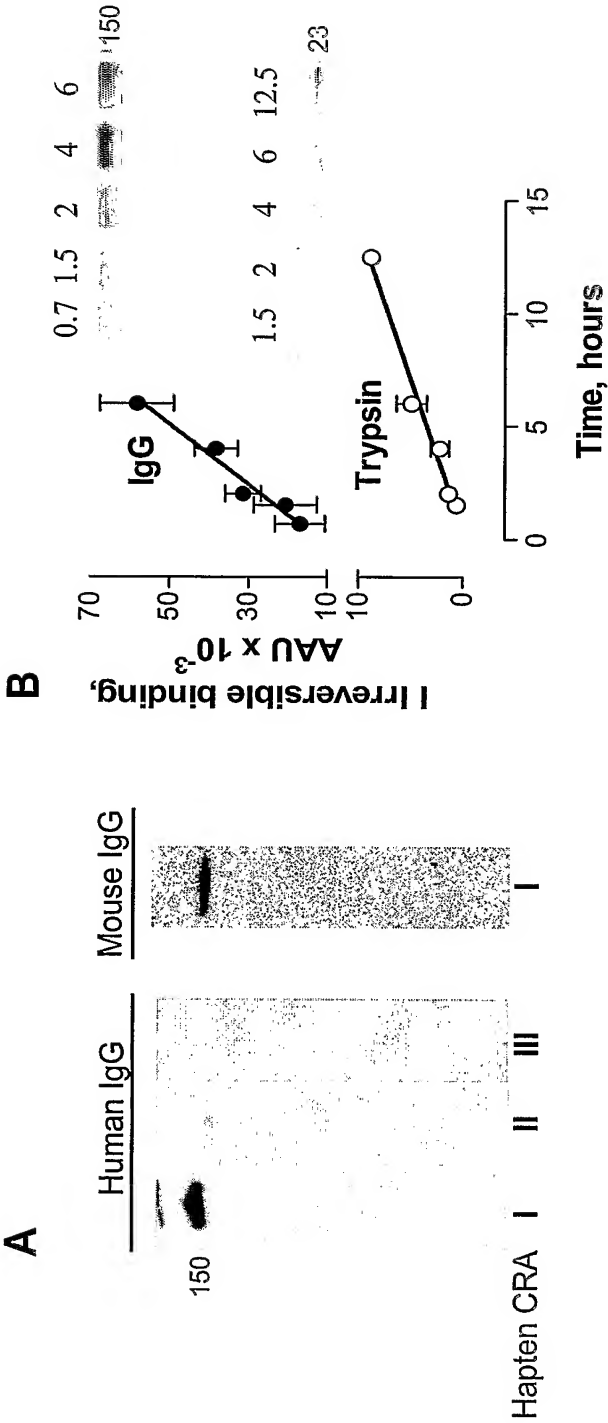 A
Human IgG
Mouse IgG
150
Hapten CRA
I
II
III
I
B
I Irreversible binding,
AAU x 10-3
70
50
30
10
10
0
IgG
Trypsin
0.7 1.5 2 4 6
150
1.5 2 4 6 12.5
23
0 5 10 15
Time, hours